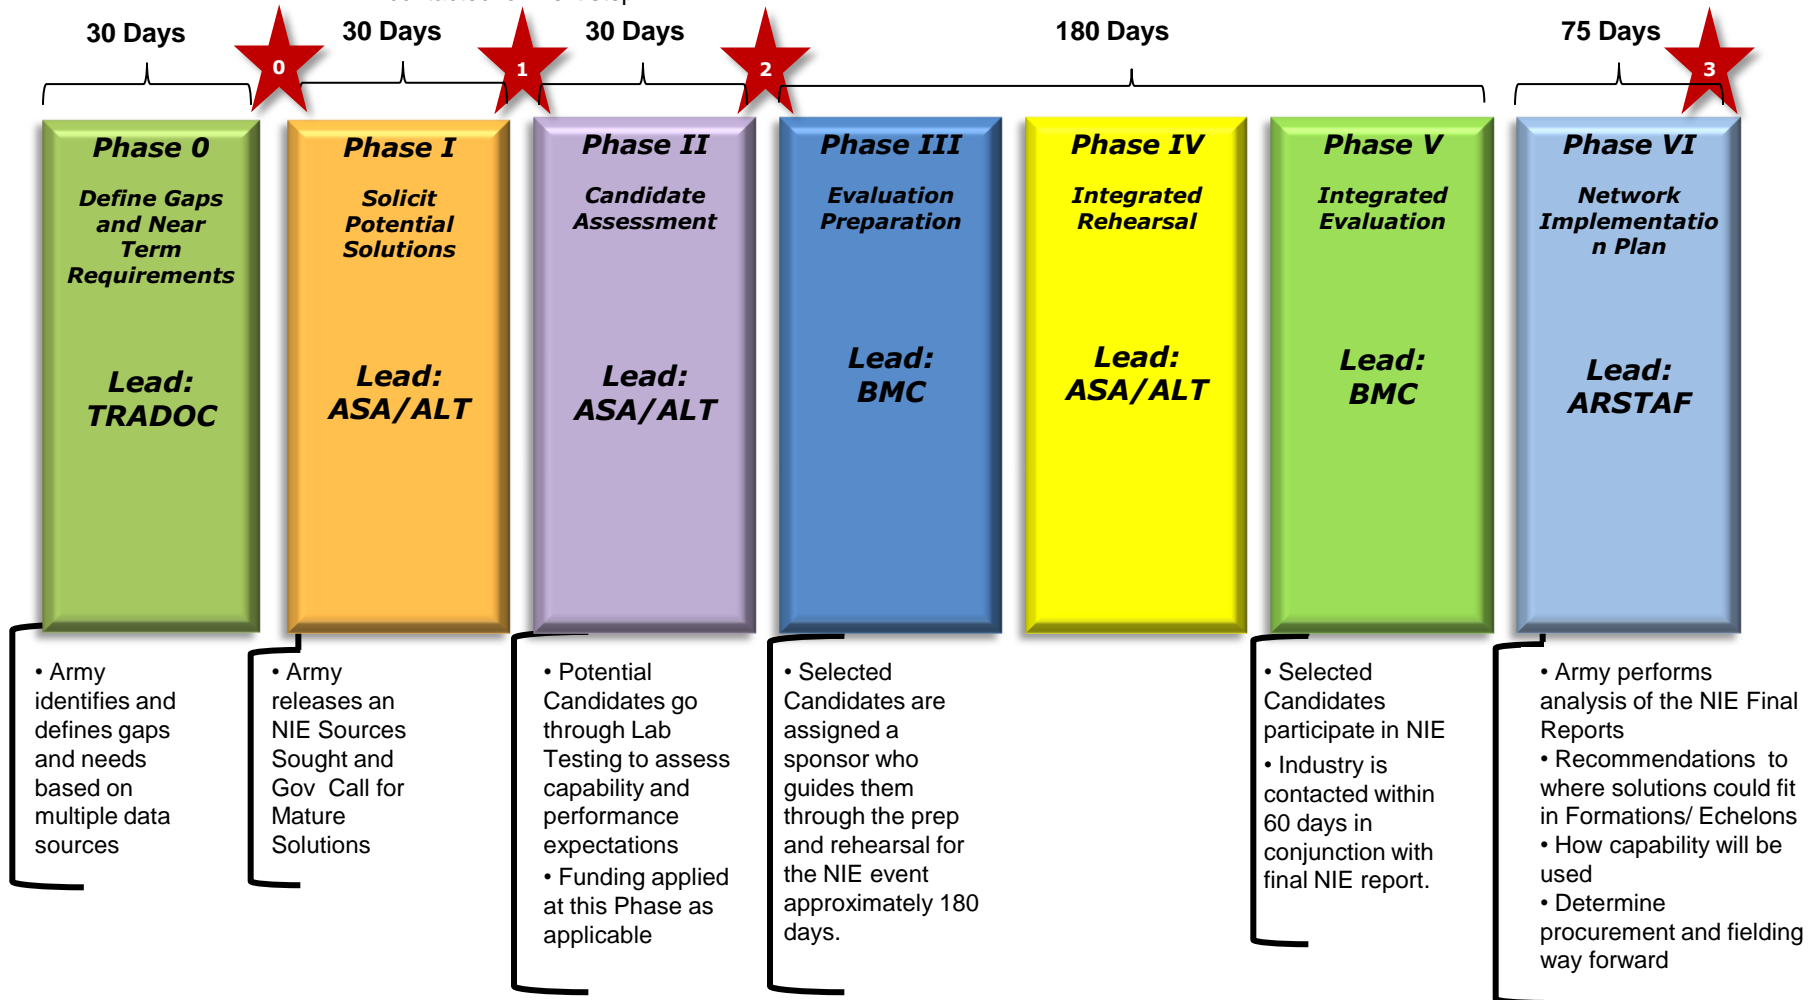 30 Days
30 Days
30 Days
180 Days
75 Days
0
1
2
3
Phase 0
Define Gaps
and Near
Term
Requirements
Lead:
TRADOC
Phase I
Solicit
Potential
Solutions
Lead:
ASA/ALT
Phase II
Candidate
Assessment
Lead:
ASA/ALT
Phase III
Evaluation
Preparation
Lead:
BMC
Phase IV
Integrated
Rehearsal
Lead:
ASA/ALT
Phase V
Integrated
Evaluation
Lead:
BMC
Phase VI
Network
Implementatio
n Plan
Lead:
ARSTAF
• Army
identifies and
defines gaps
and needs
based on
multiple data
sources
• Army
releases an
NIE Sources
Sought and
Gov Call for
Mature
Solutions
• Potential
Candidates go
through Lab
Testing to assess
capability and
performance
expectations
• Funding applied
at this Phase as
applicable
• Selected
Candidates are
assigned a
sponsor who
guides them
through the prep
and rehearsal for
the NIE event
approximately 180
days.
• Selected
Candidates
participate in NIE
• Industry is
contacted within
60 days in
conjunction with
final NIE report.
• Army performs
analysis of the NIE Final
Reports
• Recommendations to
where solutions could fit
in Formations/ Echelons
• How capability will be
used
• Determine
procurement and fielding
way forward